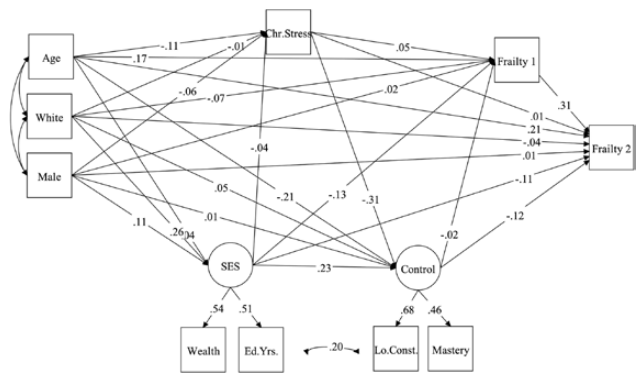 Chr.Stress
-.11
-.01
.05
Age
.17
Frailty 1
-.06
-.07
.02
.31
White
.01
.21
-.04
Frailty 2
.01
Male
-.04
.05
-.21
-.13
-.11
.11
.01
-.31
-.12
.26
.04
-.02
SES
.23
Control
.54
.51
.68
.46
Wealth
Ed.Yrs.
.20
Lo.Const.
Mastery